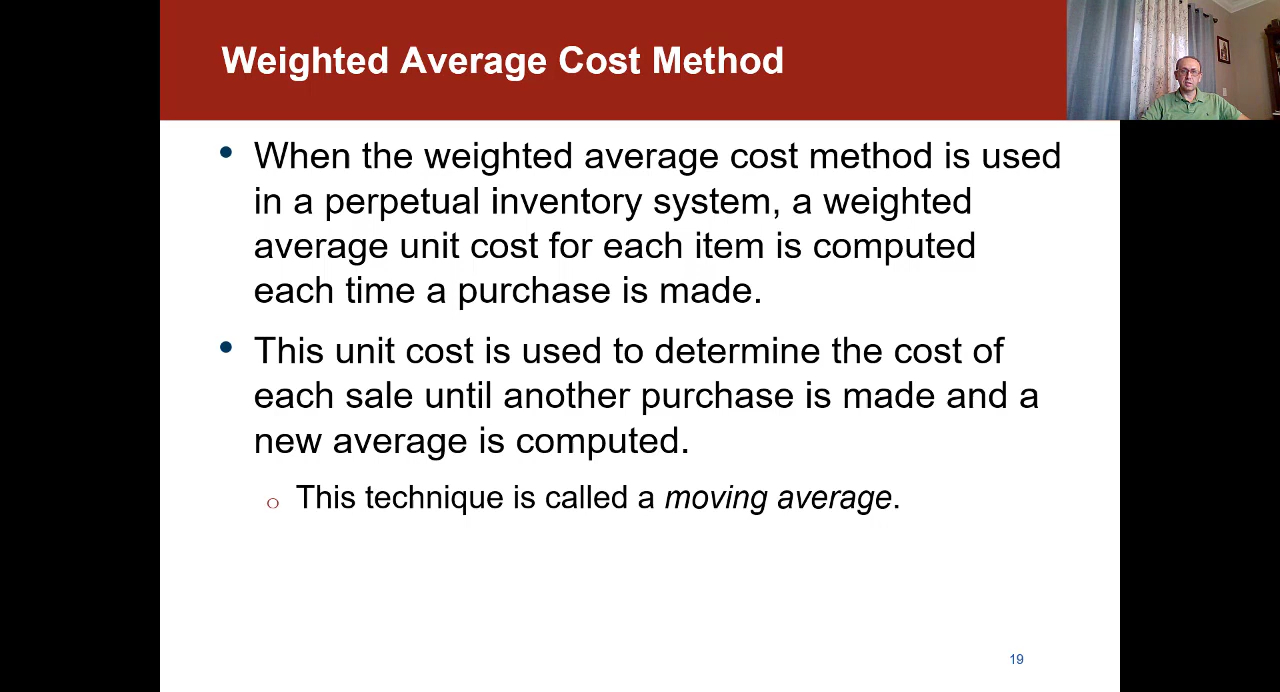 Weighted Average Cost Method
• When the weighted average cost method is used
in a perpetual inventory system, a weighted
average unit cost for each item is computed
each time a purchase is made.
• This unit cost is used to determine the cost of
each sale until another purchase is made and a
new average is computed.
○ This technique is called a moving average.
19